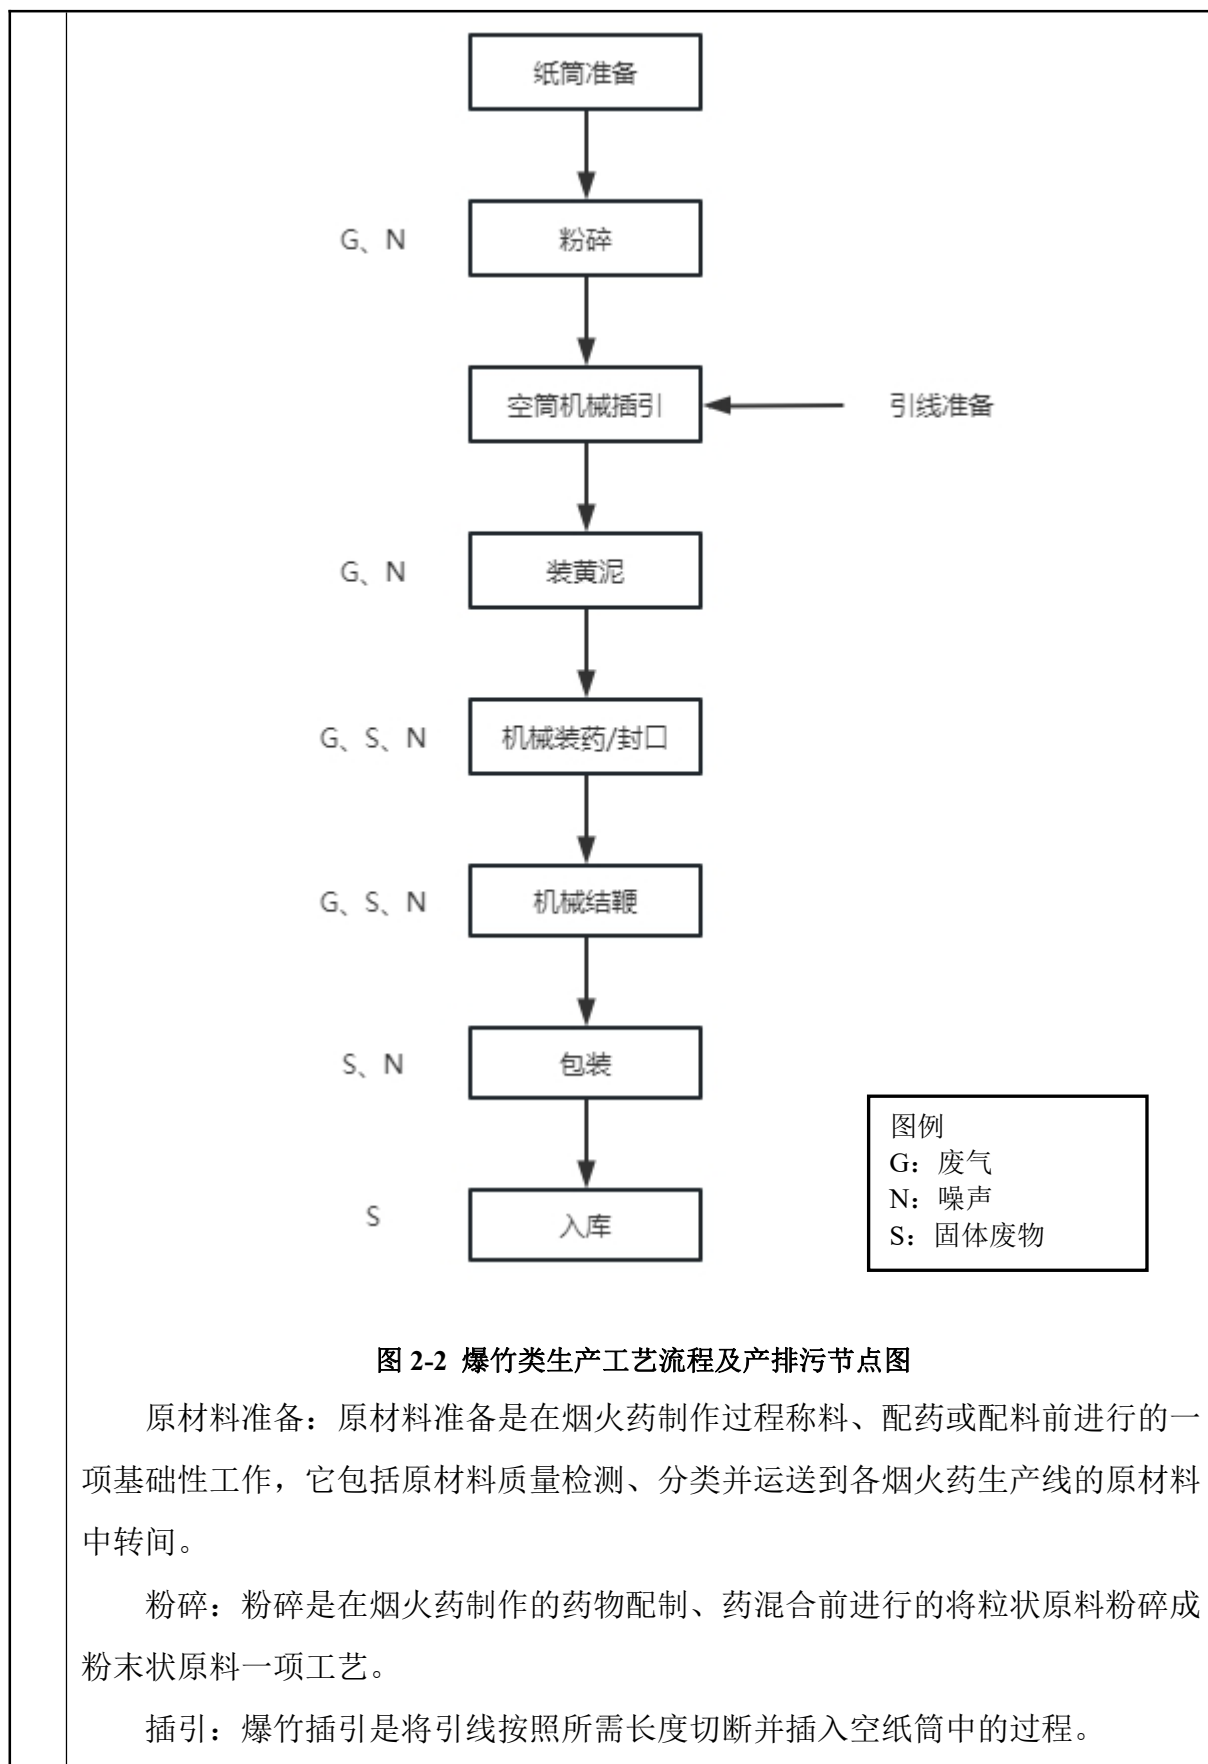 纸筒准备
G、N
粉碎
空筒机械插引
引线准备
G、N
装黄泥
G、S、N
机械装药/封口
G、S、N
机械结鞭
S、N
包装
S
入库
图例
G：废气
N：噪声
S：固体废物
图 2-2 爆竹类生产工艺流程及产排污节点图
原材料准备：原材料准备是在烟火药制作过程称料、配药或配料前进行的一
项基础性工作，它包括原材料质量检测、分类并运送到各烟火药生产线的原材料
中转间。
粉碎：粉碎是在烟火药制作的药物配制、药混合前进行的将粒状原料粉碎成
粉末状原料一项工艺。
插引：爆竹插引是将引线按照所需长度切断并插入空纸筒中的过程。